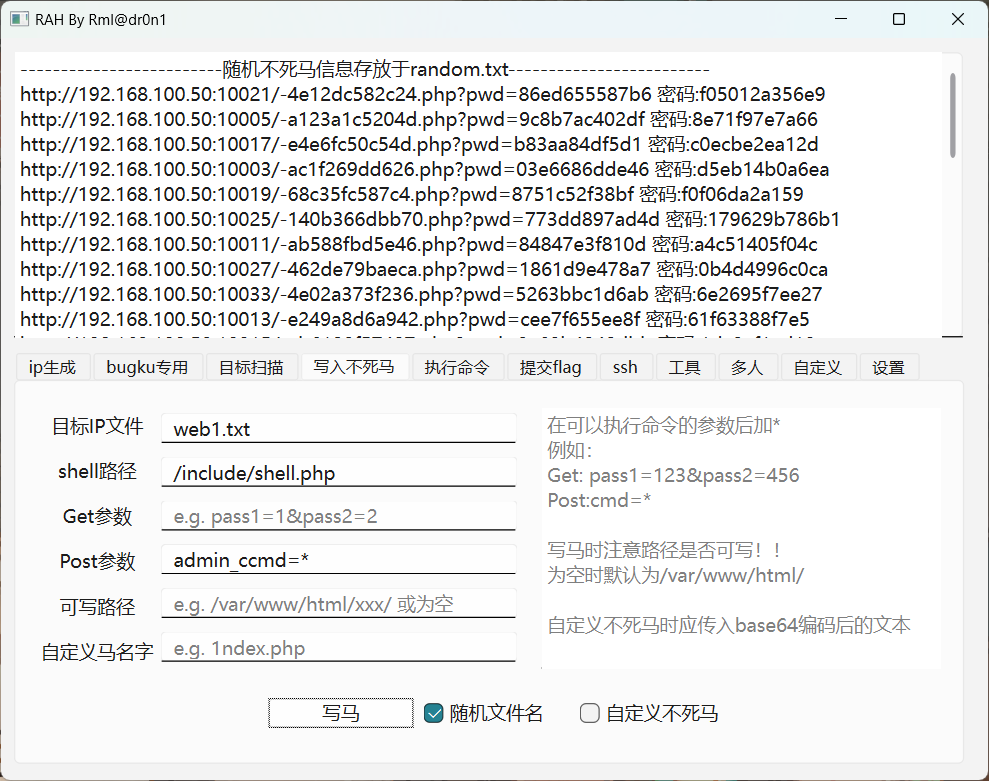 RAH By Rml@dr0n1
-------------------------随机不死马信息存放于random.txt-------------------------
http://192.168.100.50:10021/-4e12dc582c24.php?pwd=86ed655587b6 密码:f05012a356e9
http://192.168.100.50:10005/-a123a1c5204d.php?pwd=9c8b7ac402df 密码:8e71f97e7a66
http://192.168.100.50:10017/-e4e6fc50c54d.php?pwd=b83aa84df5d1 密码:c0ecbe2ea12d
http://192.168.100.50:10003/-ac1f269dd626.php?pwd=03e6686dde46 密码:d5eb14b0a6ea
http://192.168.100.50:10019/-68c35fc587c4.php?pwd=8751c52f38bf 密码:f0f06da2a159
http://192.168.100.50:10025/-140b366dbb70.php?pwd=773dd897ad4d 密码:179629b786b1
http://192.168.100.50:10011/-ab588fbd5e46.php?pwd=84847e3f810d 密码:a4c51405f04c
http://192.168.100.50:10027/-462de79baeca.php?pwd=1861d9e478a7 密码:0b4d4996c0ca
http://192.168.100.50:10033/-4e02a373f236.php?pwd=5263bbc1d6ab 密码:6e2695f7ee27
http://192.168.100.50:10013/-e249a8d6a942.php?pwd=cee7f655ee8f 密码:61f63388f7e5
ip生成 bugku专用 目标扫描 写入不死马 执行命令 提交flag ssh 工具 多人 自定义 设置
目标IP文件 web1.txt
shell路径 /include/shell.php
Get参数 e.g. pass1=1&pass2=2
Post参数 admin_ccmd=*
可写路径 e.g. /var/www/html/xxx/ 或为空
自定义马名字 e.g. 1ndex.php
在可以执行命令的参数后加*
例如:
Get: pass1=123&pass2=456
Post:cmd=*
写马时注意路径是否可写！！
为空时默认为/var/www/html/
自定义不死马时应传入base64编码后的文本
写马 随机文件名 自定义不死马